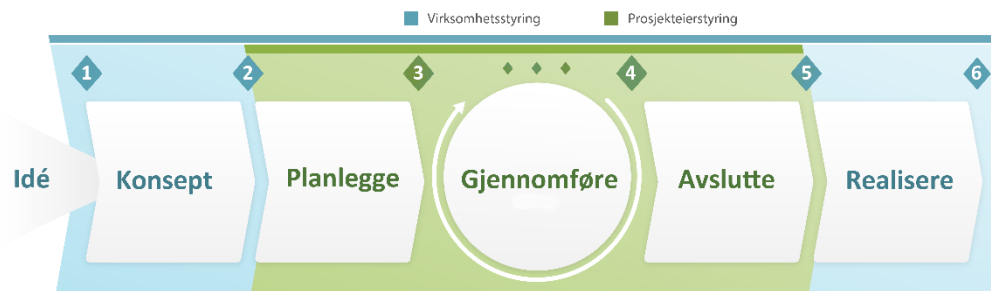 Virksomhetsstyring
Prosjekteierstyring
1
2
3
4
5
6
Idé
Konsept
Planlegge
Gjennomføre
Avslutte
Realisere